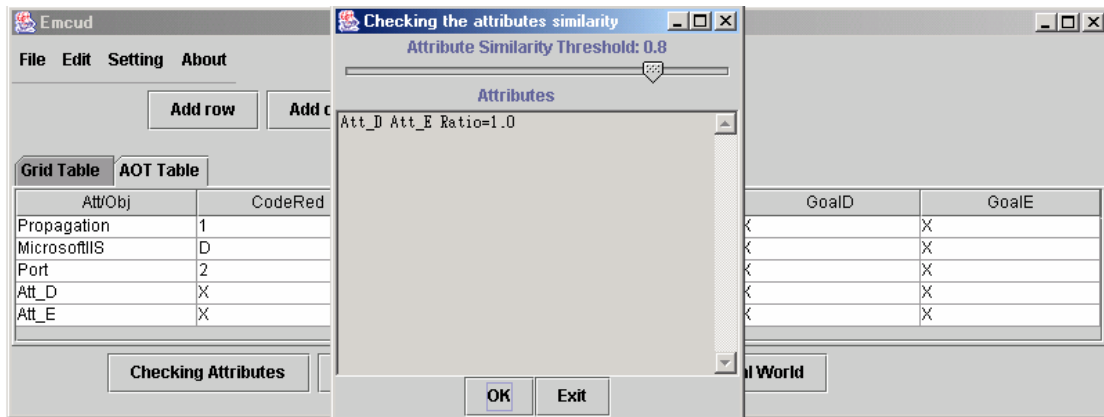 Emcud
File Edit Setting About
Add row Add
Grid Table AOT Table
Att/Obj CodeRed GoalD GoalE
Propagation 1 X X
MicrosoftIIS D X X
Port 2 X X
Att_D X X X
Att_E X X X
Checking Attributes World
Checking the attributes similarity
Attribute Similarity Threshold: 0.8
Attributes
Att_D Att_E Ratio=1.0
OK Exit